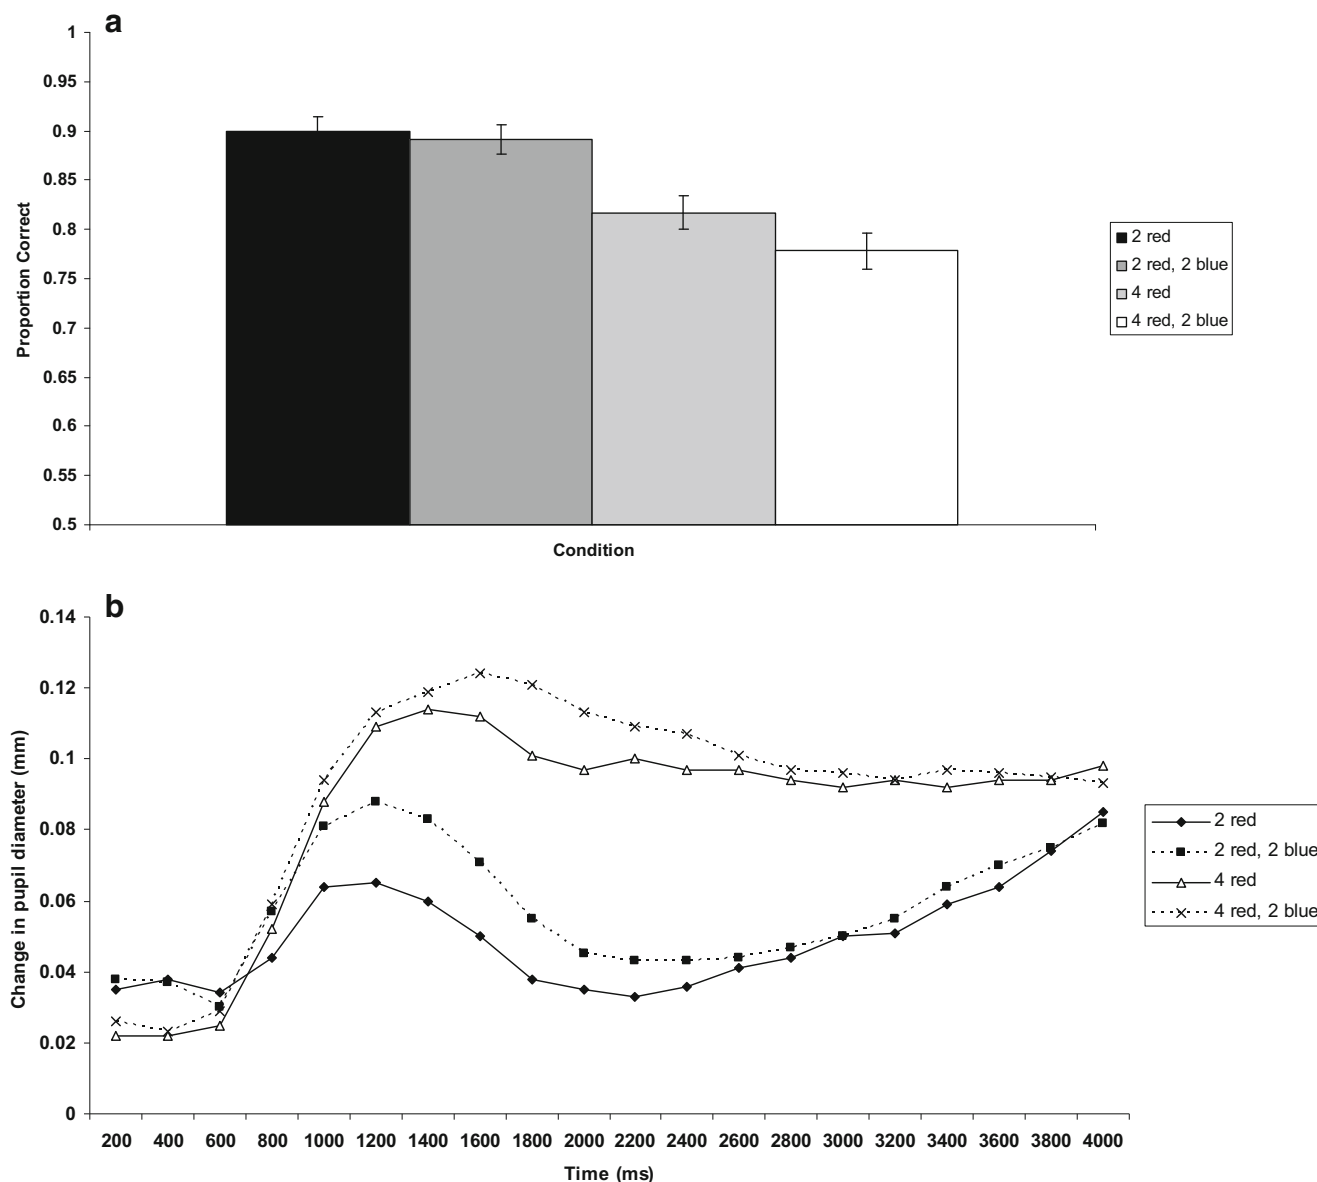 a
1
0.95
0.9
0.85
0.8
0.75
0.7
0.65
0.6
0.55
0.5
Proportion Correct
Condition
2 red
2 red, 2 blue
4 red
4 red, 2 blue
b
0.14
0.12
0.1
0.08
0.06
0.04
0.02
0
Change in pupil diameter (mm)
200 400 600 800 1000 1200 1400 1600 1800 2000 2200 2400 2600 2800 3000 3200 3400 3600 3800 4000
Time (ms)
2 red
2 red, 2 blue
4 red
4 red, 2 blue